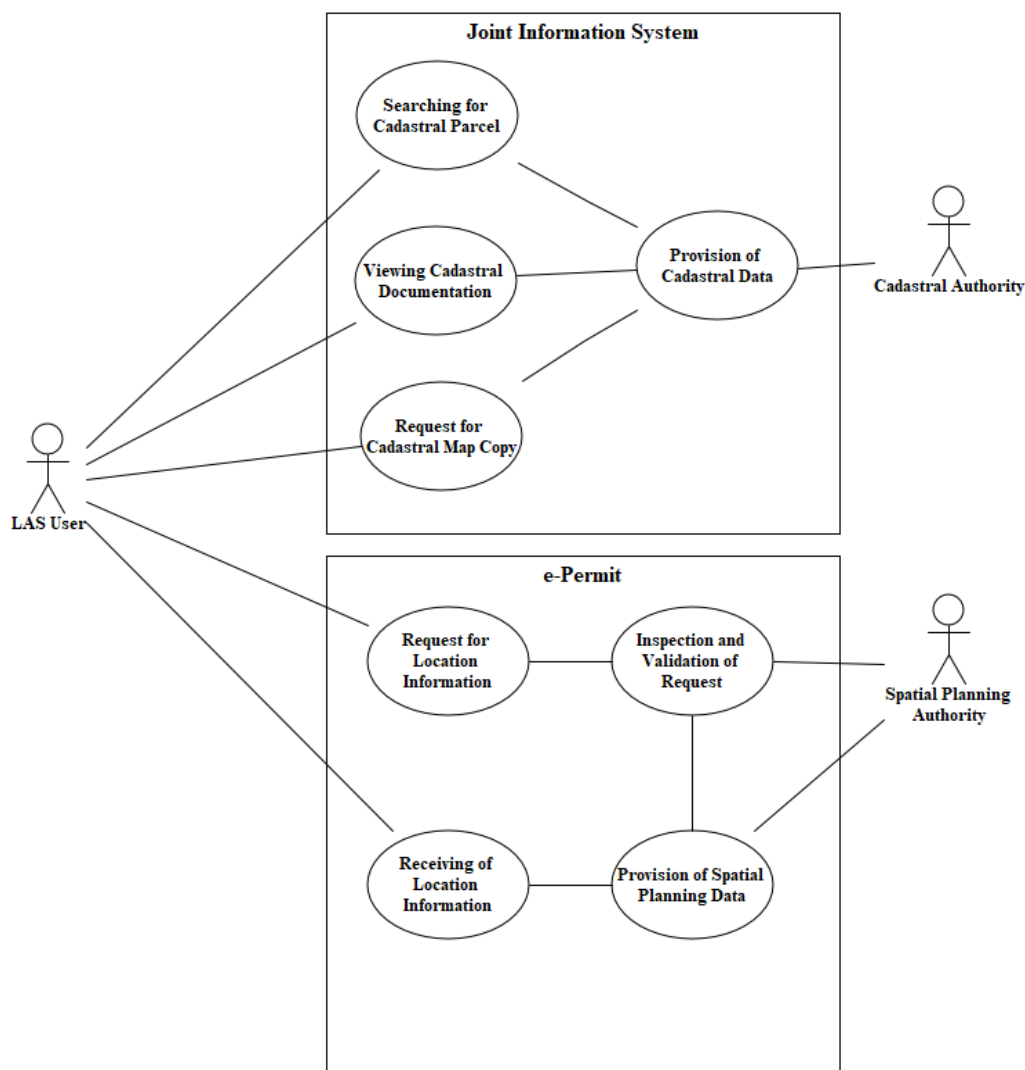 Joint Information System
Searching for
Cadastral Parcel
Viewing Cadastral
Documentation
Provision of
Cadastral Data
Cadastral Authority
Request for
Cadastral Map Copy
LAS User
e-Permit
Request for
Location
Information
Inspection and
Validation of
Request
Spatial Planning
Authority
Receiving of
Location
Information
Provision of Spatial
Planning Data